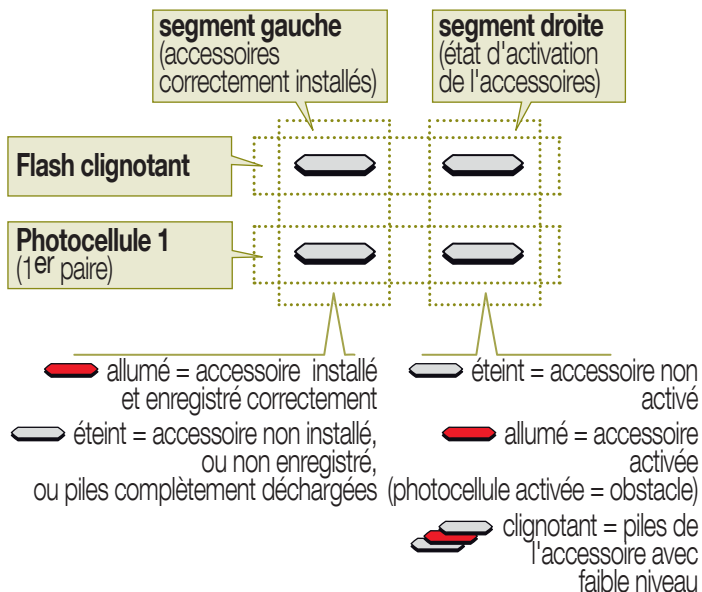 segment gauche
(accessoires
correctement installés)
segment droite
(état d'activation
de l'accessoires)
Flash clignotant
Photocellule 1
(1er paire)
allumé = accessoire installé
et enregistré correctement
éteint = accessoire non installé,
ou non enregistré,
ou piles complètement déchargées
éteint = accessoire non
activé
allumé = accessoire
activée
(photocellule activée = obstacle)
clignotant = piles de
l'accessoire avec
faible niveau